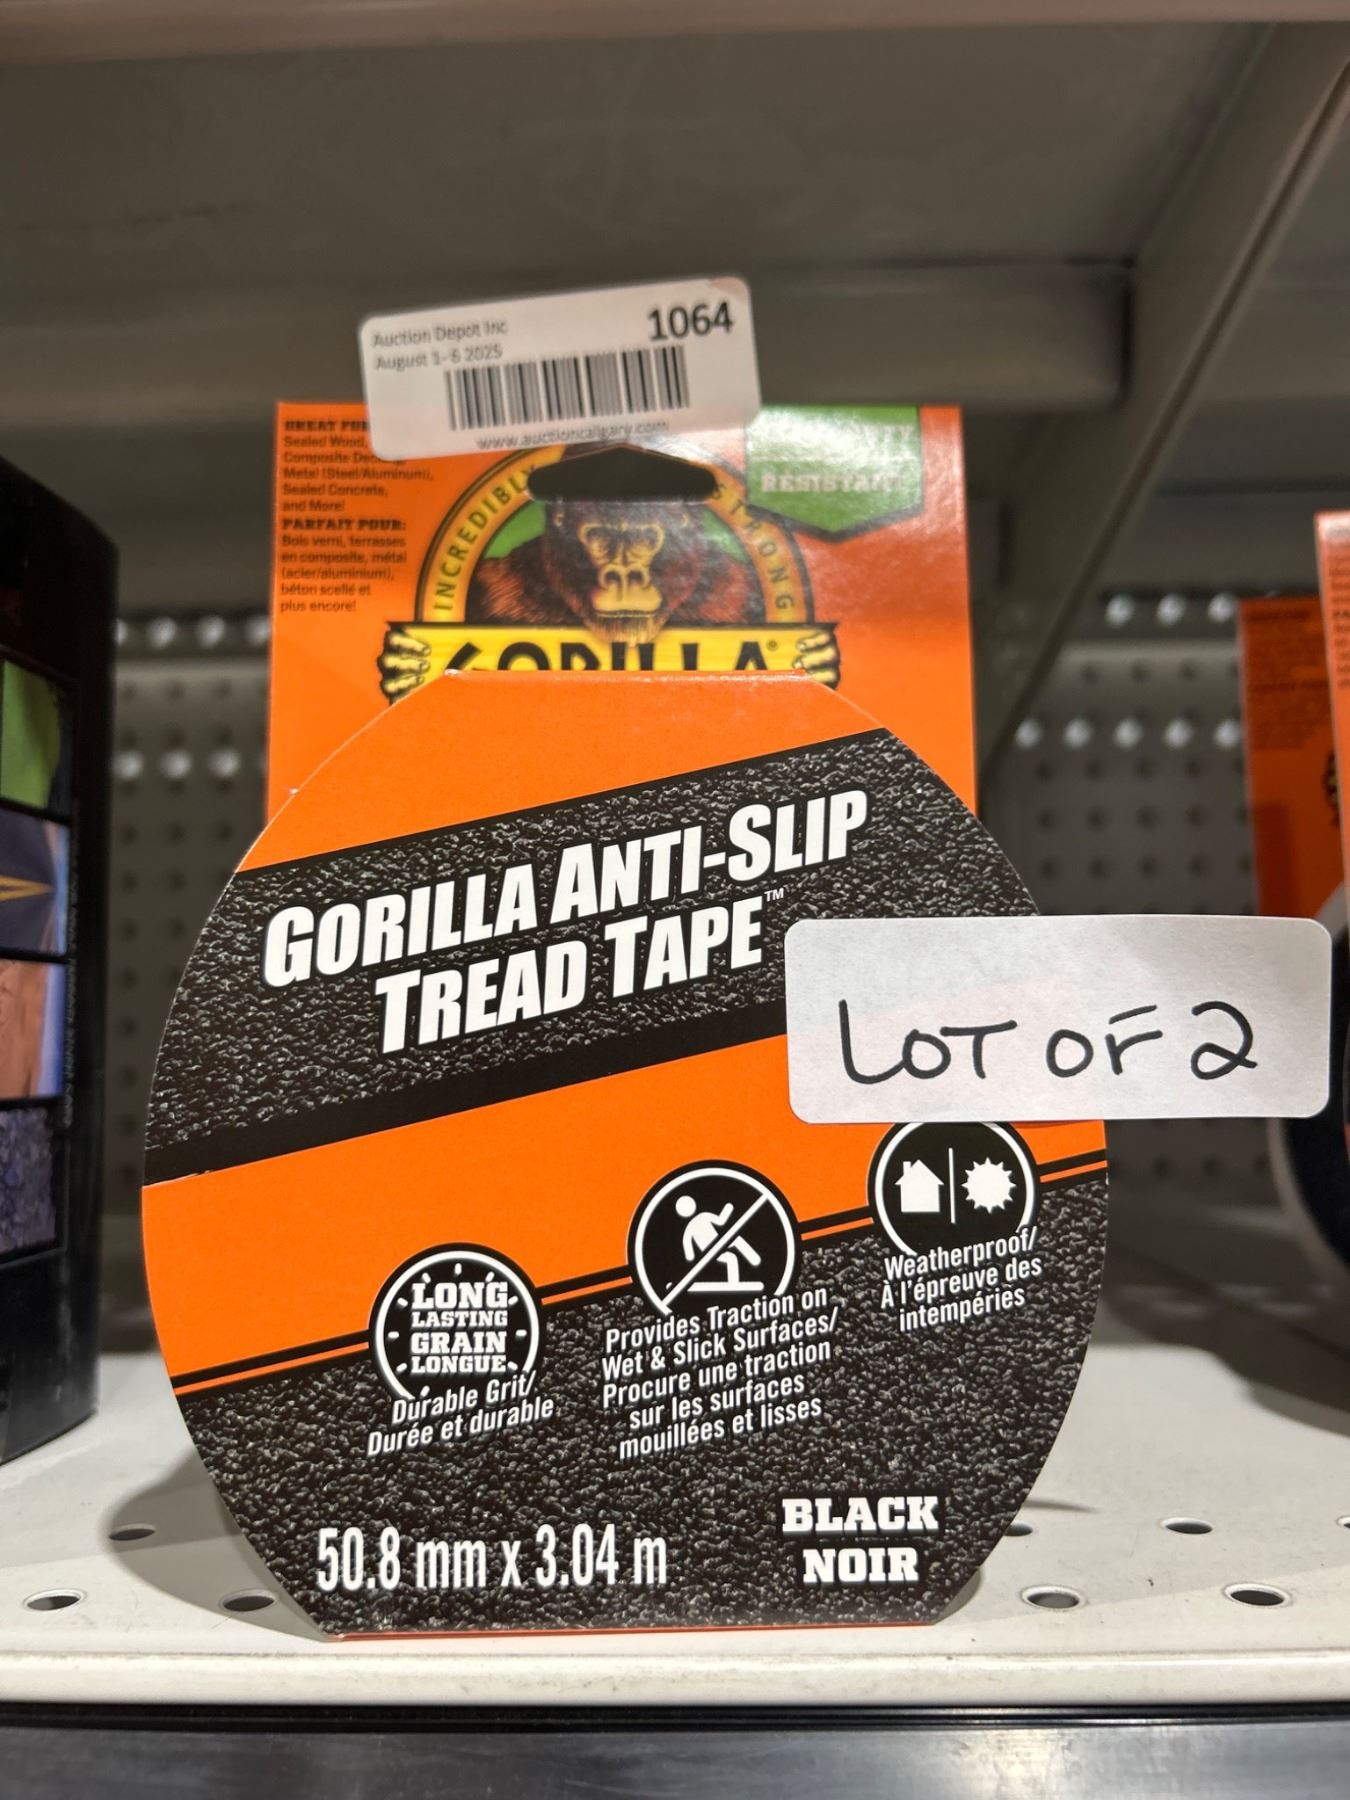 Auction Depot Inc
1064
August 1-6 2025
www.auctioncalgary.com
GREAT FOR
Sealed Wood,
Composite Decking,
Metal (Steel/Aluminum),
Sealed Concrete,
and More!
PARFAIT POUR:
Bois verni, terrasses
en composite, métal
(acier/aluminium),
béton scellé et
plus encore!
RESISTANT
INCREDIBLY STRONG
GORILLA®
GORILLA ANTI-SLIP
TREAD TAPE™
LOT OF 2
LONG
LASTING
GRAIN
LONGUE
Durable Grit/
Durée et durable
Provides Traction on
Wet & Slick Surfaces/
Procure une traction
sur les surfaces
mouillées et lisses
Weatherproof/
À l'épreuve des
intempéries
50.8 mm x 3.04 m
BLACK
NOIR